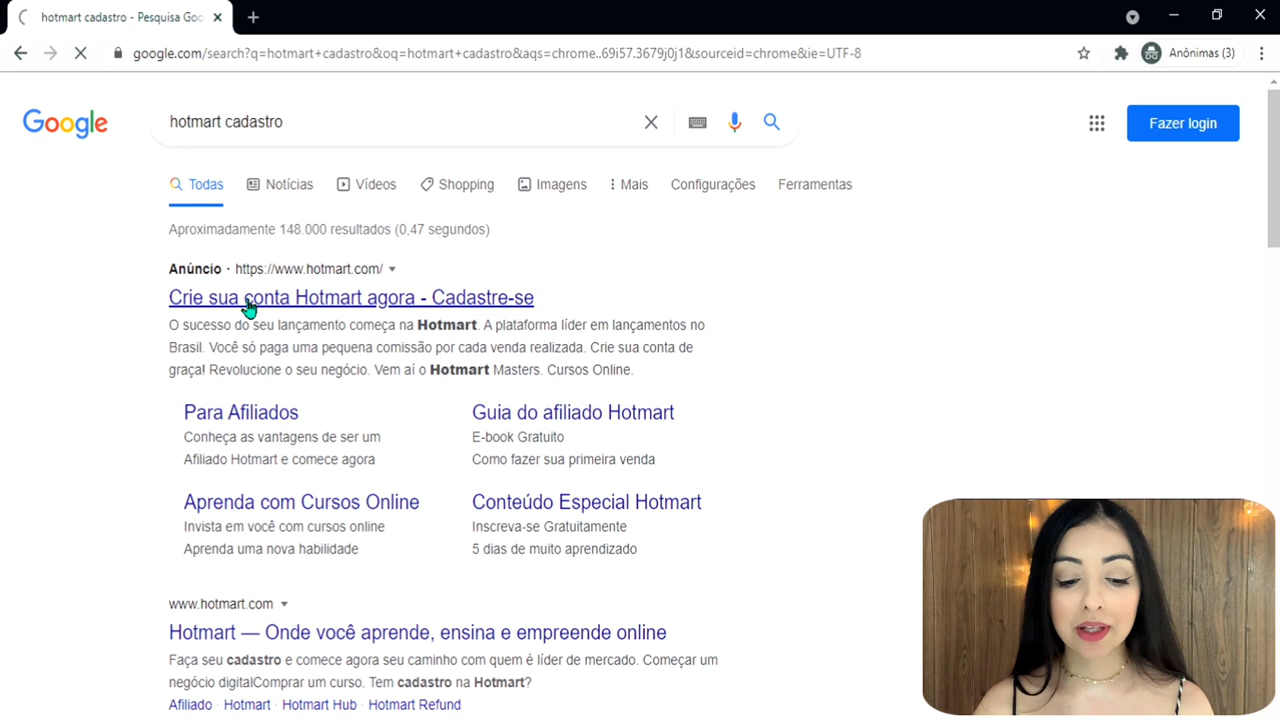 hotmart cadastro - Pesquisa Goo
google.com/search?q=hotmart+cadastro&oq=hotmart+cadastro&aqs=chrome..69i57.3679j0j1&sourceid=chrome&ie=UTF-8
Anônimas (3)
Google
hotmart cadastro
Fazer login
Todas Notícias Vídeos Shopping Imagens Mais Configurações Ferramentas
Aproximadamente 148.000 resultados (0,47 segundos)
Anúncio · https://www.hotmart.com/
Crie sua conta Hotmart agora - Cadastre-se
O sucesso do seu lançamento começa na Hotmart. A plataforma líder em lançamentos no
Brasil. Você só paga uma pequena comissão por cada venda realizada. Crie sua conta de
graça! Revolucione o seu negócio. Vem aí o Hotmart Masters. Cursos Online.
Para Afiliados
Conheça as vantagens de ser um
Afiliado Hotmart e comece agora
Guia do afiliado Hotmart
E-book Gratuito
Como fazer sua primeira venda
Aprenda com Cursos Online
Invista em você com cursos online
Aprenda uma nova habilidade
Conteúdo Especial Hotmart
Inscreva-se Gratuitamente
5 dias de muito aprendizado
www.hotmart.com
Hotmart — Onde você aprende, ensina e empreende online
Faça seu cadastro e comece agora seu caminho com quem é líder de mercado. Começar um
negócio digitalComprar um curso. Tem cadastro na Hotmart?
Afiliado · Hotmart · Hotmart Hub · Hotmart Refund